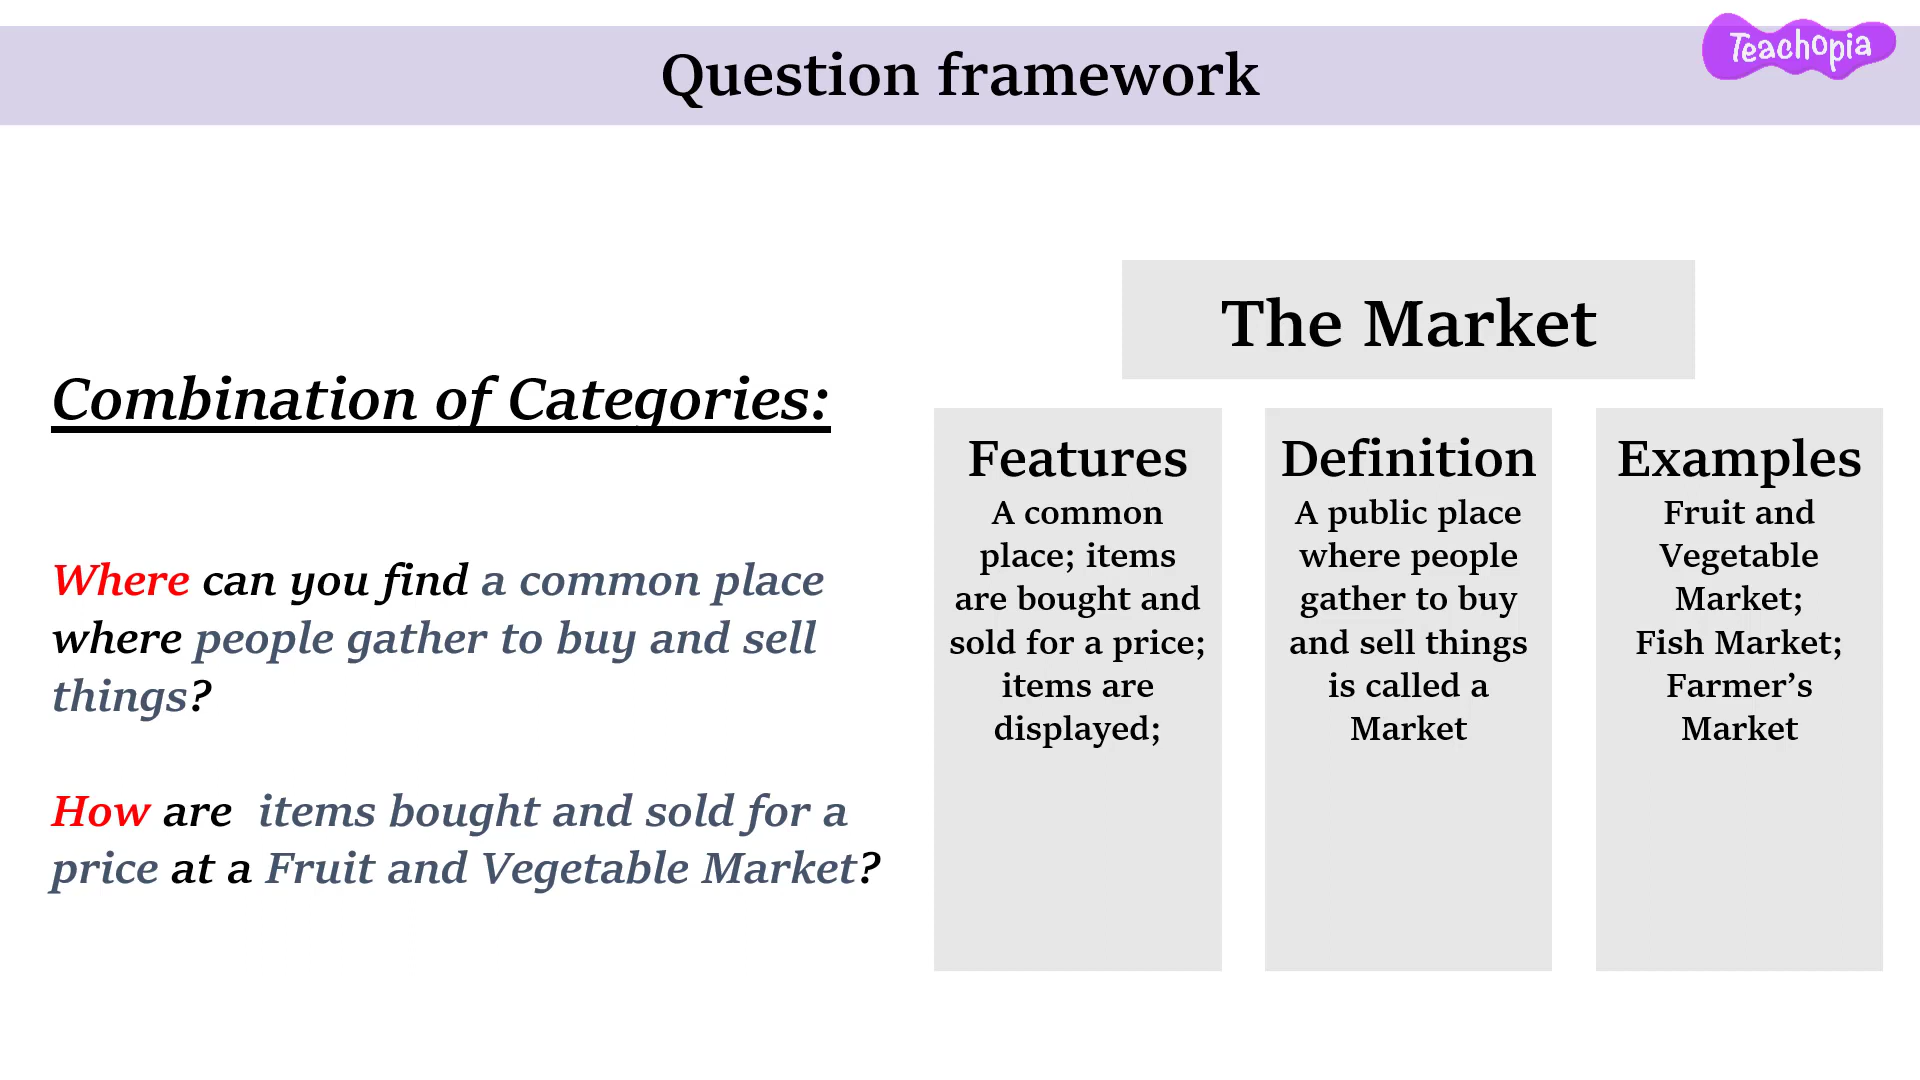 Question framework
Teachopia
Combination of Categories:
Where can you find a common place
where people gather to buy and sell
things?
How are items bought and sold for a
price at a Fruit and Vegetable Market?
The Market
Features
A common
place; items
are bought and
sold for a price;
items are
displayed;
Definition
A public place
where people
gather to buy
and sell things
is called a
Market
Examples
Fruit and
Vegetable
Market;
Fish Market;
Farmer’s
Market